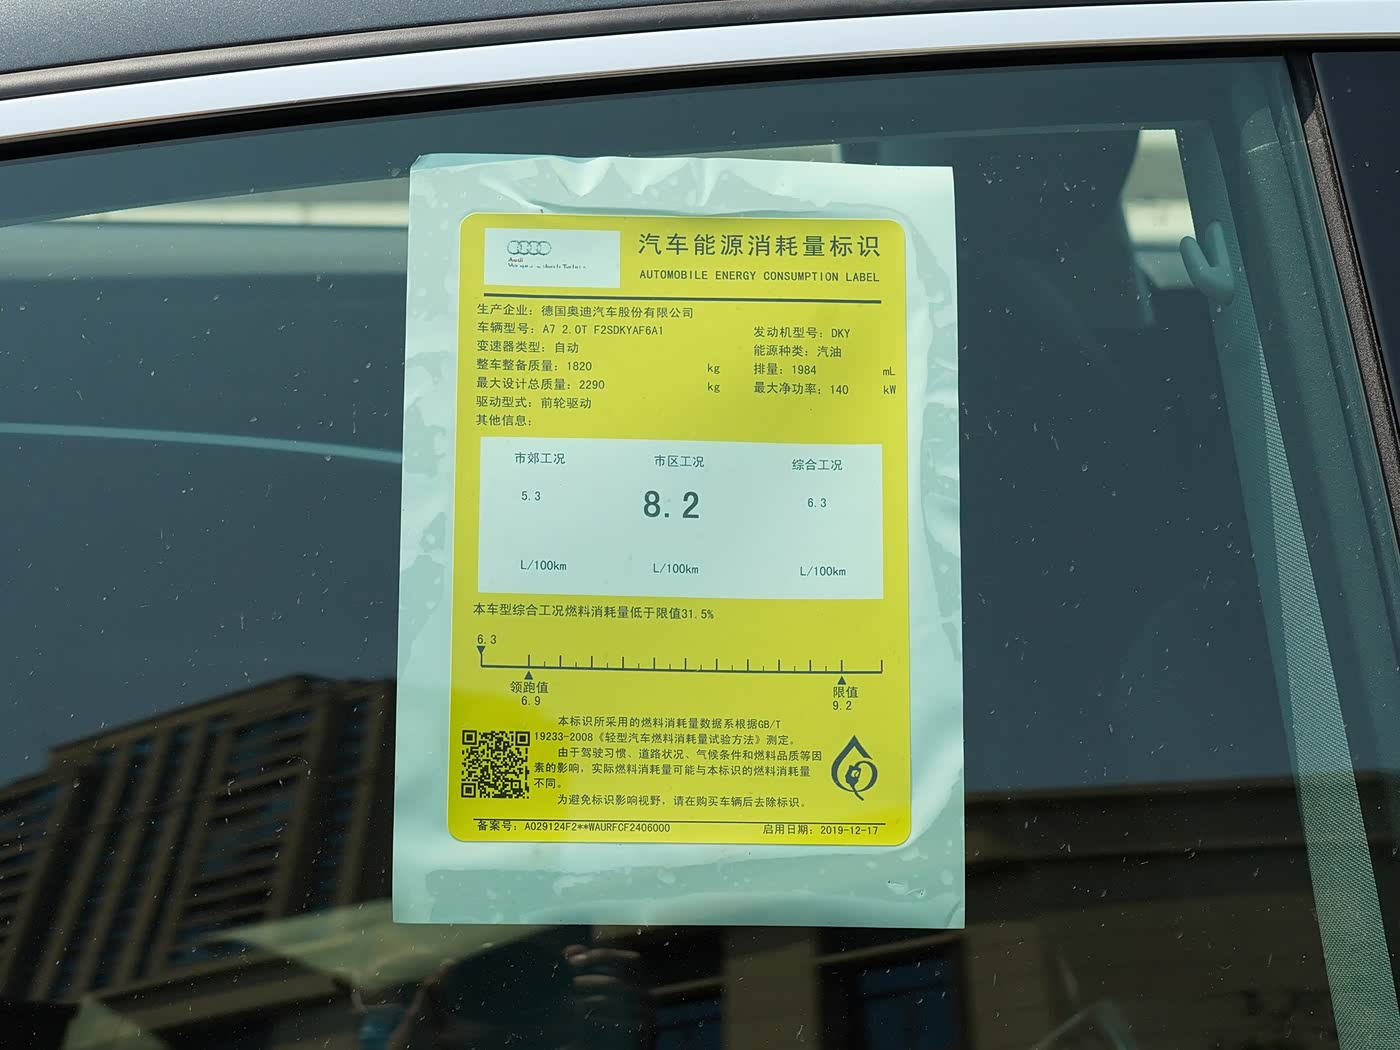 Audi
汽车能源消耗量标识
AUTOMOBILE ENERGY CONSUMPTION LABEL
生产企业：德国奥迪汽车股份有限公司
车辆型号：A7 2.0T F2SDKYAF6A1 发动机型号：DKY
变速器类型：自动 能源种类：汽油
整车整备质量：1820 kg 排量：1984 mL
最大设计总质量：2290 kg 最大净功率：140 kW
驱动型式：前轮驱动
其他信息：
市郊工况 市区工况 综合工况
5.3 8.2 6.3
L/100km L/100km L/100km
本车型综合工况燃料消耗量低于限值31.5%
6.3
领跑值 限值
6.9 9.2
本标识所采用的燃料消耗量数据系根据GB/T
19233-2008《轻型汽车燃料消耗量试验方法》测定。
由于驾驶习惯、道路状况、气候条件和燃料品质等因
素的影响，实际燃料消耗量可能与本标识的燃料消耗量
不同。
为避免标识影响视野，请在购买车辆后去除标识。
备案号：A029124F2**WAURFCF2406000 启用日期：2019-12-17